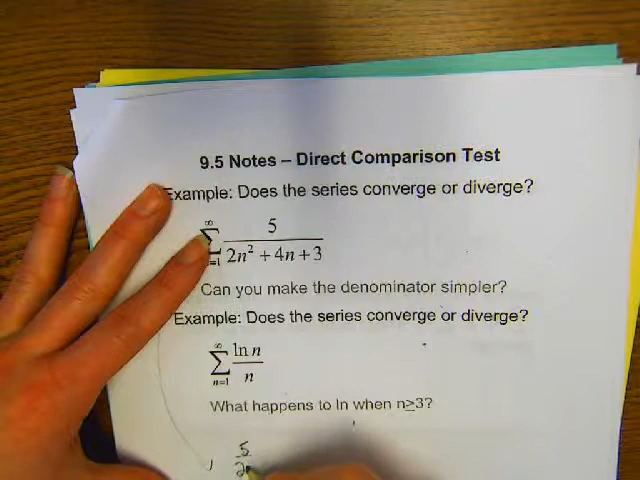 9.5 Notes – Direct Comparison Test
Example: Does the series converge or diverge?
∞
∑ 5 / (2n² + 4n + 3)
=1
Can you make the denominator simpler?
Example: Does the series converge or diverge?
∞
∑ ln n / n
n=1
What happens to ln when n≥3?
5
2